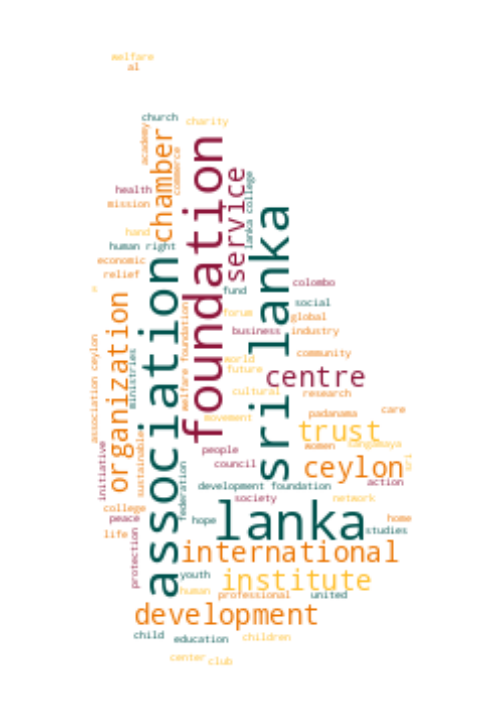 welfare
al
church
charity
academy
commerce
chamber
foundation
service
lanka college
health
mission
hand
human right
economic
relief
association
sri lanka
fund
colombo
social
forum
global
business
industry
organization
welfare foundation
association ceylon
ministries
world
future
community
centre
cultural
research
movement
padanama
care
trust
people
women
sangamaya
council
ceylon
sri
initiative
sustainable
federation
development foundation
action
society
network
college
peace
hope
lanka
home
studies
life
international
protection
youth
institute
human
professional
united
development
child
education
children
center
club